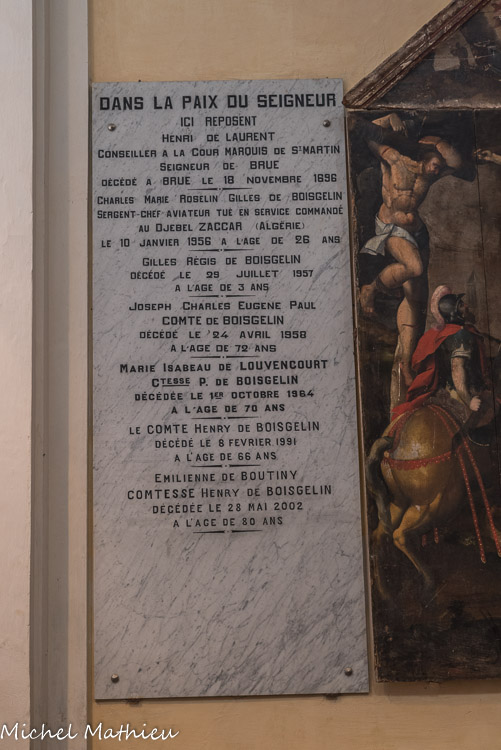 DANS LA PAIX DU SEIGNEUR
ICI REPOSENT
HENRI DE LAURENT
CONSEILLER A LA COUR MARQUIS DE ST MARTIN
SEIGNEUR DE BRUE
DÉCÉDÉ A BRUE LE 18 NOVEMBRE 1696
CHARLES MARIE ROSELIN GILLES DE BOISGELIN
SERGENT-CHEF AVIATEUR TUÉ EN SERVICE COMMANDÉ
AU DJEBEL ZACCAR (ALGÉRIE)
LE 10 JANVIER 1956 A L'AGE DE 26 ANS
GILLES RÉGIS DE BOISGELIN
DÉCÉDÉ LE 29 JUILLET 1957
A L'AGE DE 3 ANS
JOSEPH CHARLES EUGENE PAUL
COMTE DE BOISGELIN
DÉCÉDÉ LE 24 AVRIL 1958
A L'AGE DE 72 ANS
MARIE ISABEAU DE LOUVENCOURT
CTESSE P. DE BOISGELIN
DÉCÉDÉE LE 1ER OCTOBRE 1964
A L'AGE DE 70 ANS
LE COMTE HENRY DE BOISGELIN
DÉCÉDÉ LE 8 FEVRIER 1991
A L'AGE DE 66 ANS
EMILIENNE DE BOUTINY
COMTESSE HENRY DE BOISGELIN
DÉCÉDÉE LE 28 MAI 2002
A L'AGE DE 80 ANS
Michel Mathieu